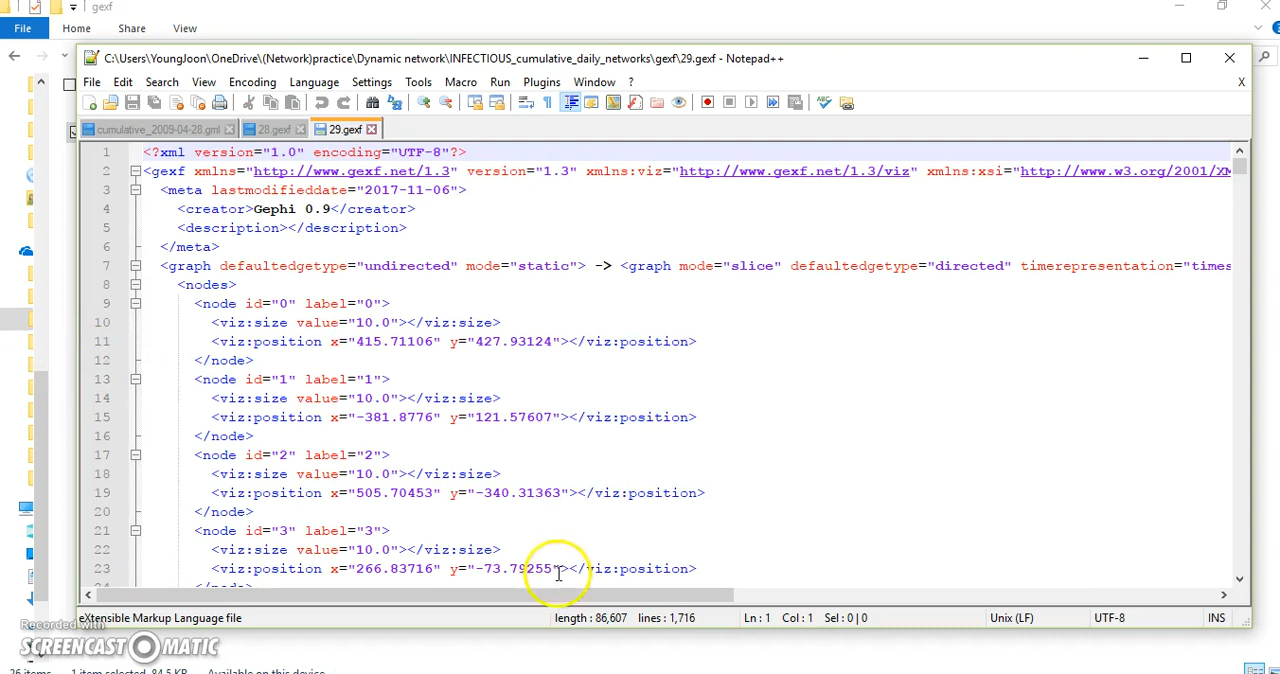 gexf
File Home Share View
C:\Users\YoungJoon\OneDrive\(Network)practice\Dynamic network\INFECTIOUS_cumulative_daily_networks\gexf\29.gexf - Notepad++
File Edit Search View Encoding Language Settings Tools Macro Run Plugins Window ? X
cumulative_2009-04-28.gml 28.gexf 29.gexf
1 <?xml version="1.0" encoding="UTF-8"?>
2 <gexf xmlns="http://www.gexf.net/1.3" version="1.3" xmlns:viz="http://www.gexf.net/1.3/viz" xmlns:xsi="http://www.w3.org/2001/XM
3 <meta lastmodifieddate="2017-11-06">
4 <creator>Gephi 0.9</creator>
5 <description></description>
6 </meta>
7 <graph defaultedgetype="undirected" mode="static"> -> <graph mode="slice" defaultedgetype="directed" timerepresentation="times
8 <nodes>
9 <node id="0" label="0">
10 <viz:size value="10.0"></viz:size>
11 <viz:position x="415.71106" y="427.93124"></viz:position>
12 </node>
13 <node id="1" label="1">
14 <viz:size value="10.0"></viz:size>
15 <viz:position x="-381.8776" y="121.57607"></viz:position>
16 </node>
17 <node id="2" label="2">
18 <viz:size value="10.0"></viz:size>
19 <viz:position x="505.70453" y="-340.31363"></viz:position>
20 </node>
21 <node id="3" label="3">
22 <viz:size value="10.0"></viz:size>
23 <viz:position x="266.83716" y="-73.79255"></viz:position>
eXtensible Markup Language file length : 86,607 lines : 1,716 Ln : 1 Col : 1 Sel : 0 | 0 Unix (LF) UTF-8 INS
Recorded with
SCREENCAST-O-MATIC
26 items 1 item selected 84.5 KB Available on this device